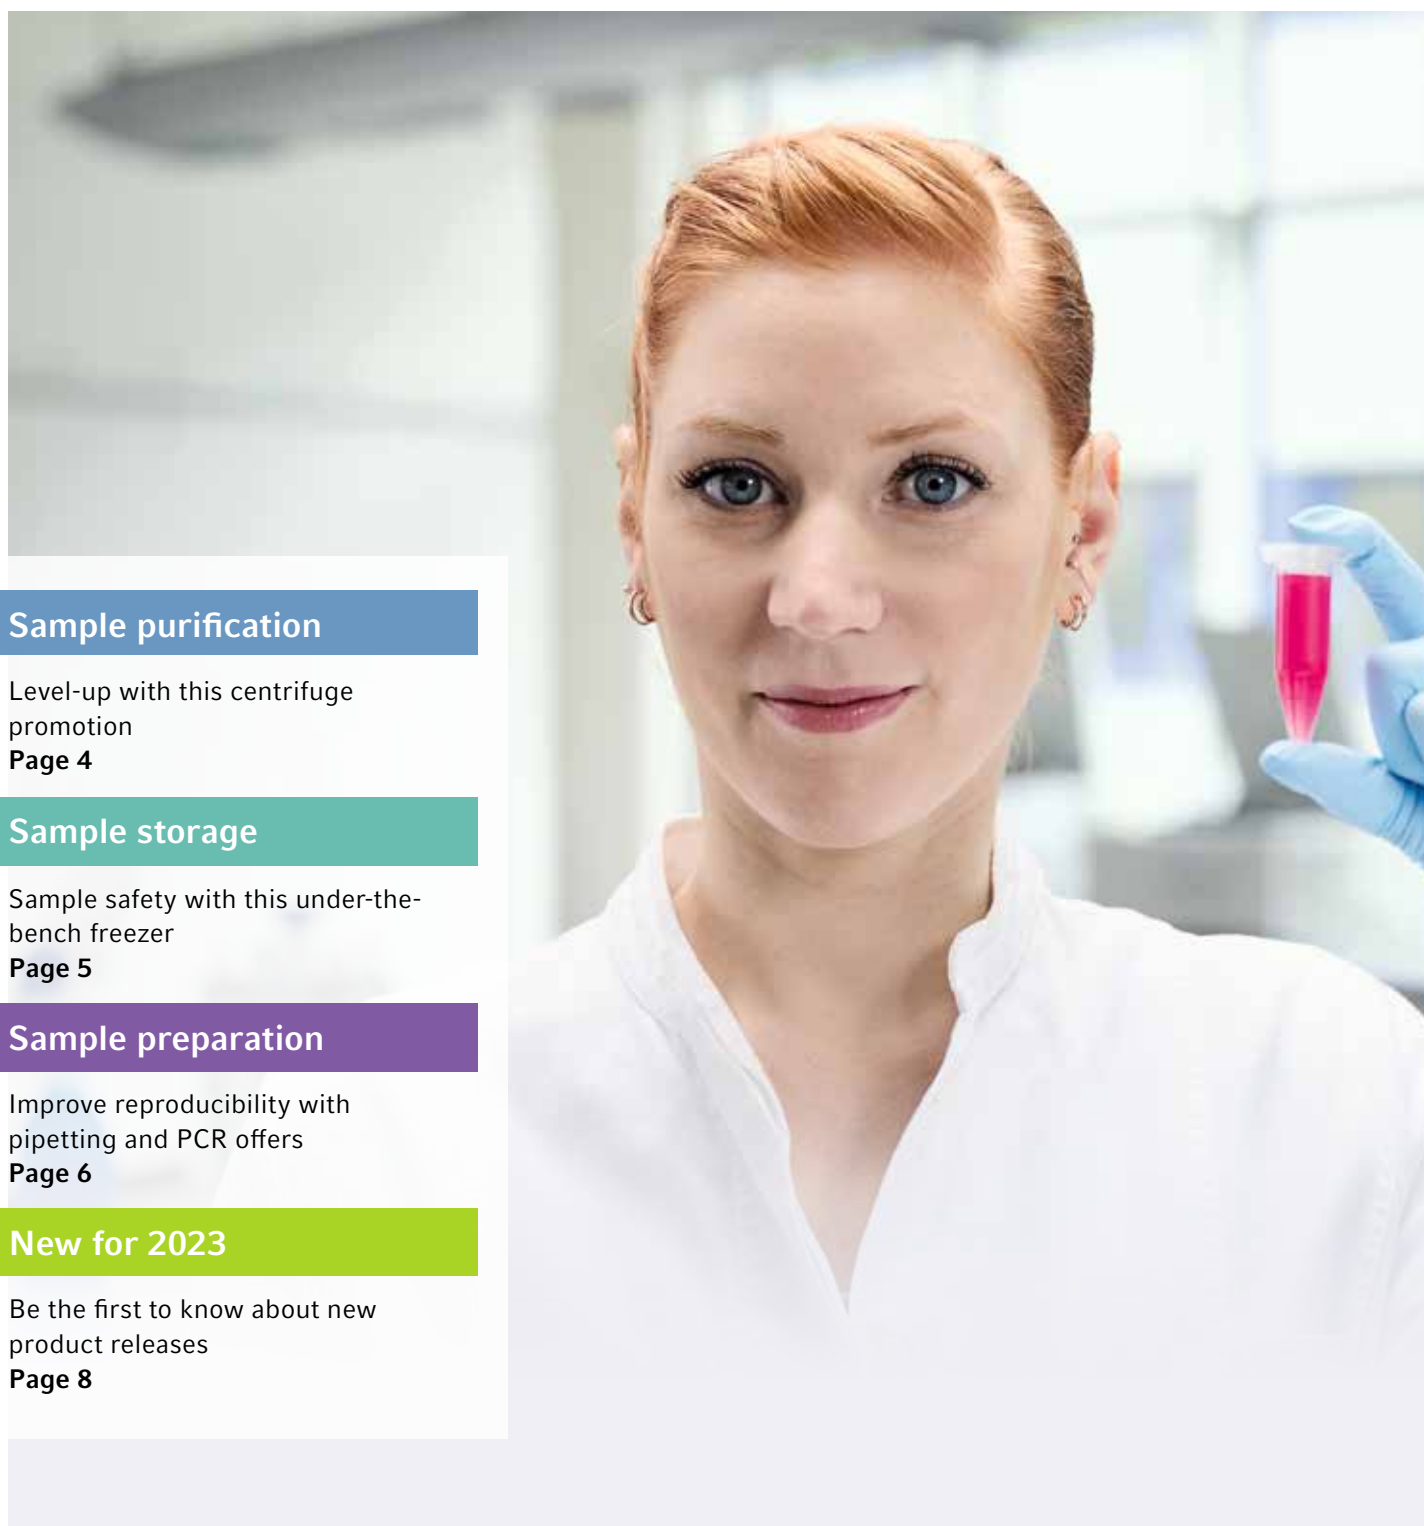 Sample purification
Level-up with this centrifuge
promotion
Page 4
Sample storage
Sample safety with this under-the-
bench freezer
Page 5
Sample preparation
Improve reproducibility with
pipetting and PCR offers
Page 6
New for 2023
Be the first to know about new
product releases
Page 8